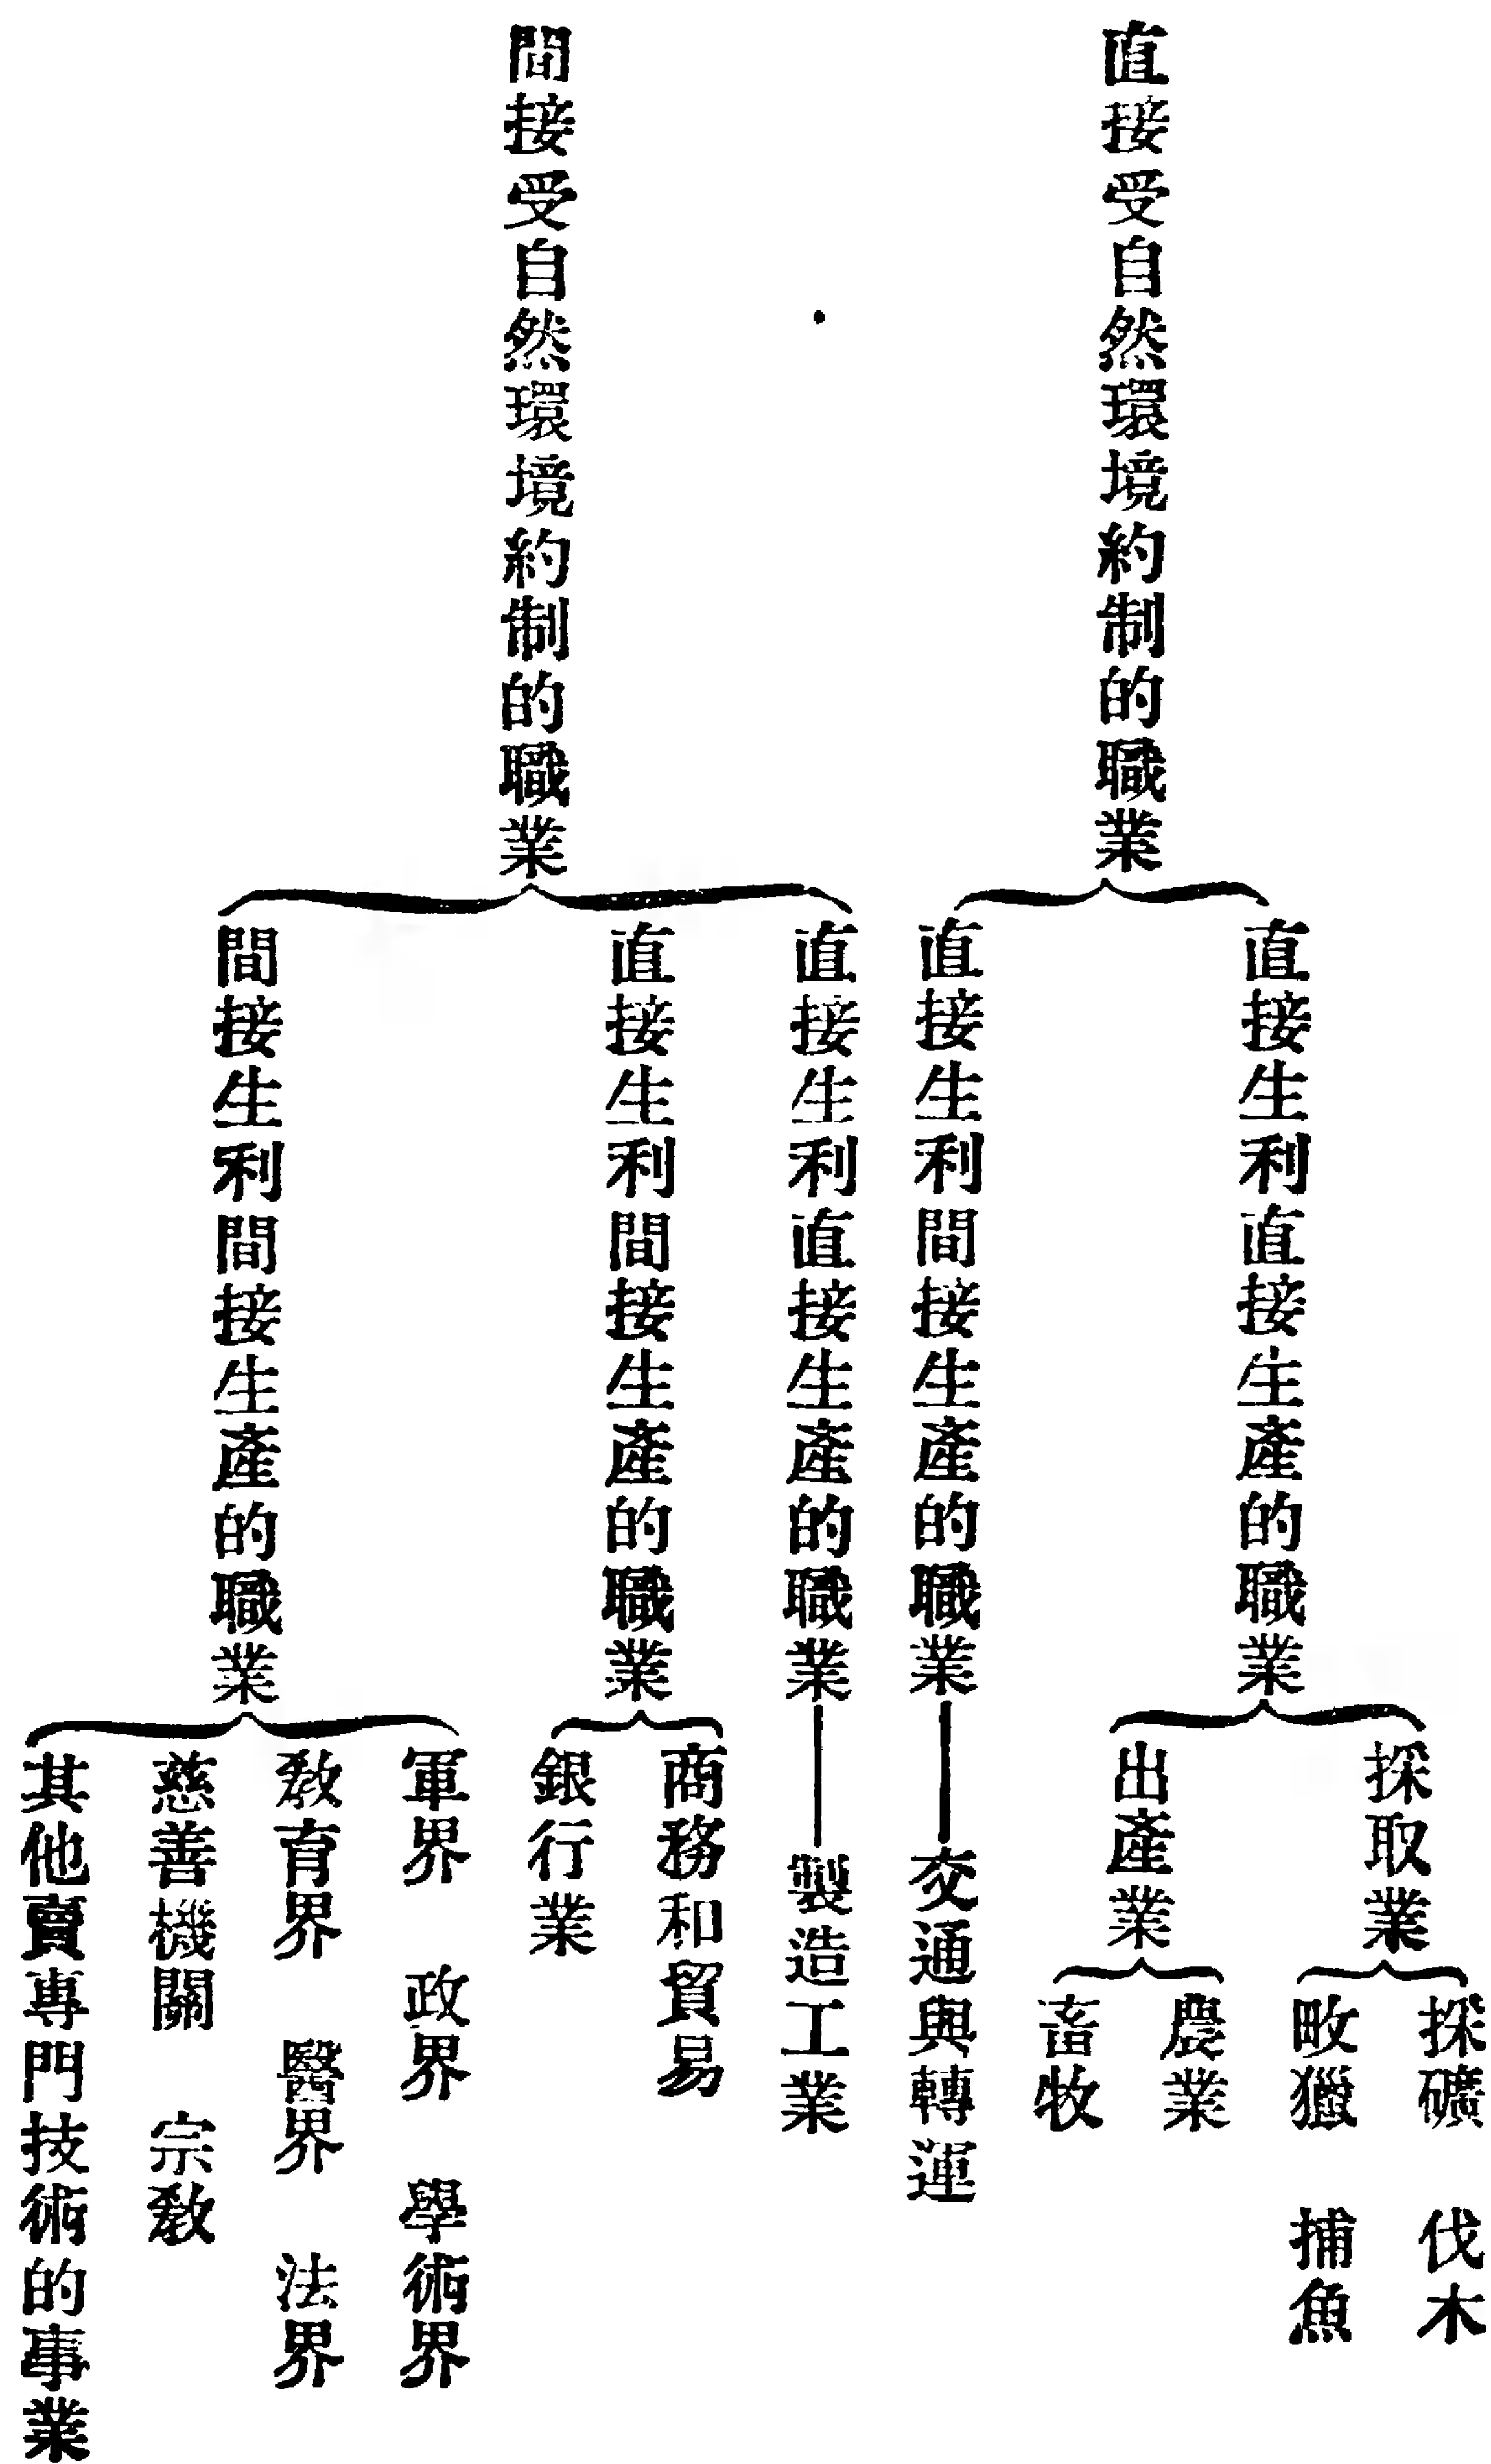 直接受自然環境約制的職業
直接生利直接生產的職業
採取業
採礦 伐木
畋獵 捕魚
出產業
農業
畜牧
直接生利間接生產的職業
交通與轉運
間接受自然環境約制的職業
直接生利直接生產的職業
製造工業
直接生利間接生產的職業
商務和貿易
銀行業
間接生利間接生產的職業
軍界 政界 學術界
教育界 醫界 法界
慈善機關 宗教
其他賣專門技術的事業